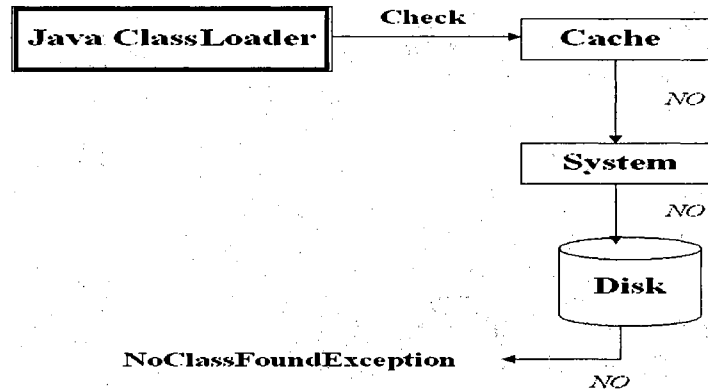 Check
Java ClassLoader
Cache
NO
System
NO
Disk
NoClassFoundException
NO